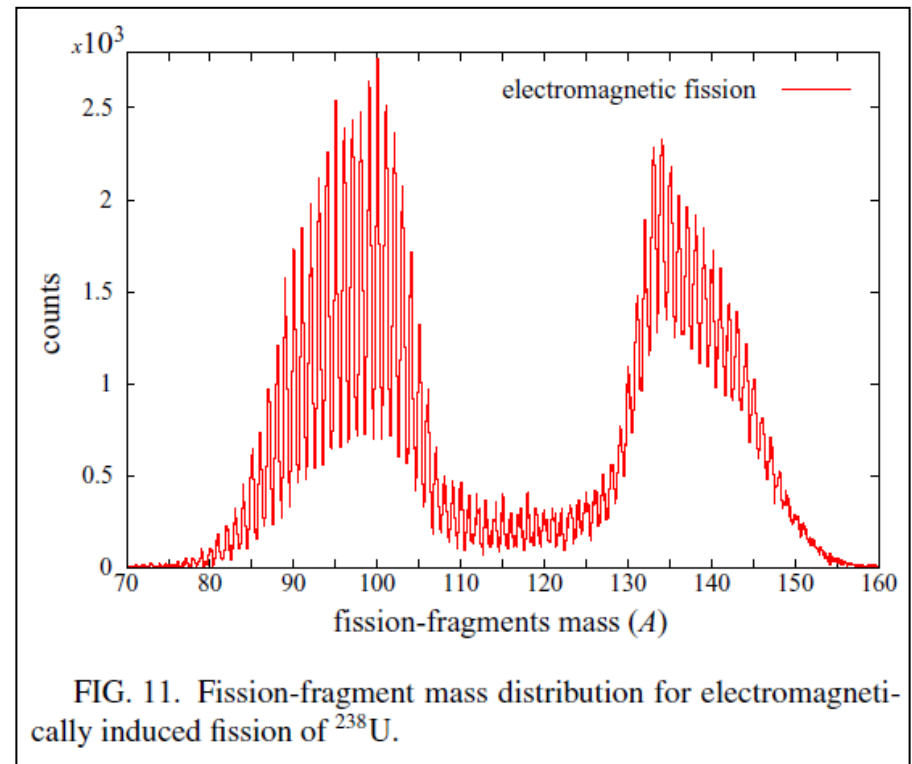 x10³
2.5
2
1.5
1
0.5
0
counts
electromagnetic fission
70 80 90 100 110 120 130 140 150 160
fission-fragments mass (A)
FIG. 11. Fission-fragment mass distribution for electromagneti-
cally induced fission of ²³⁸U.